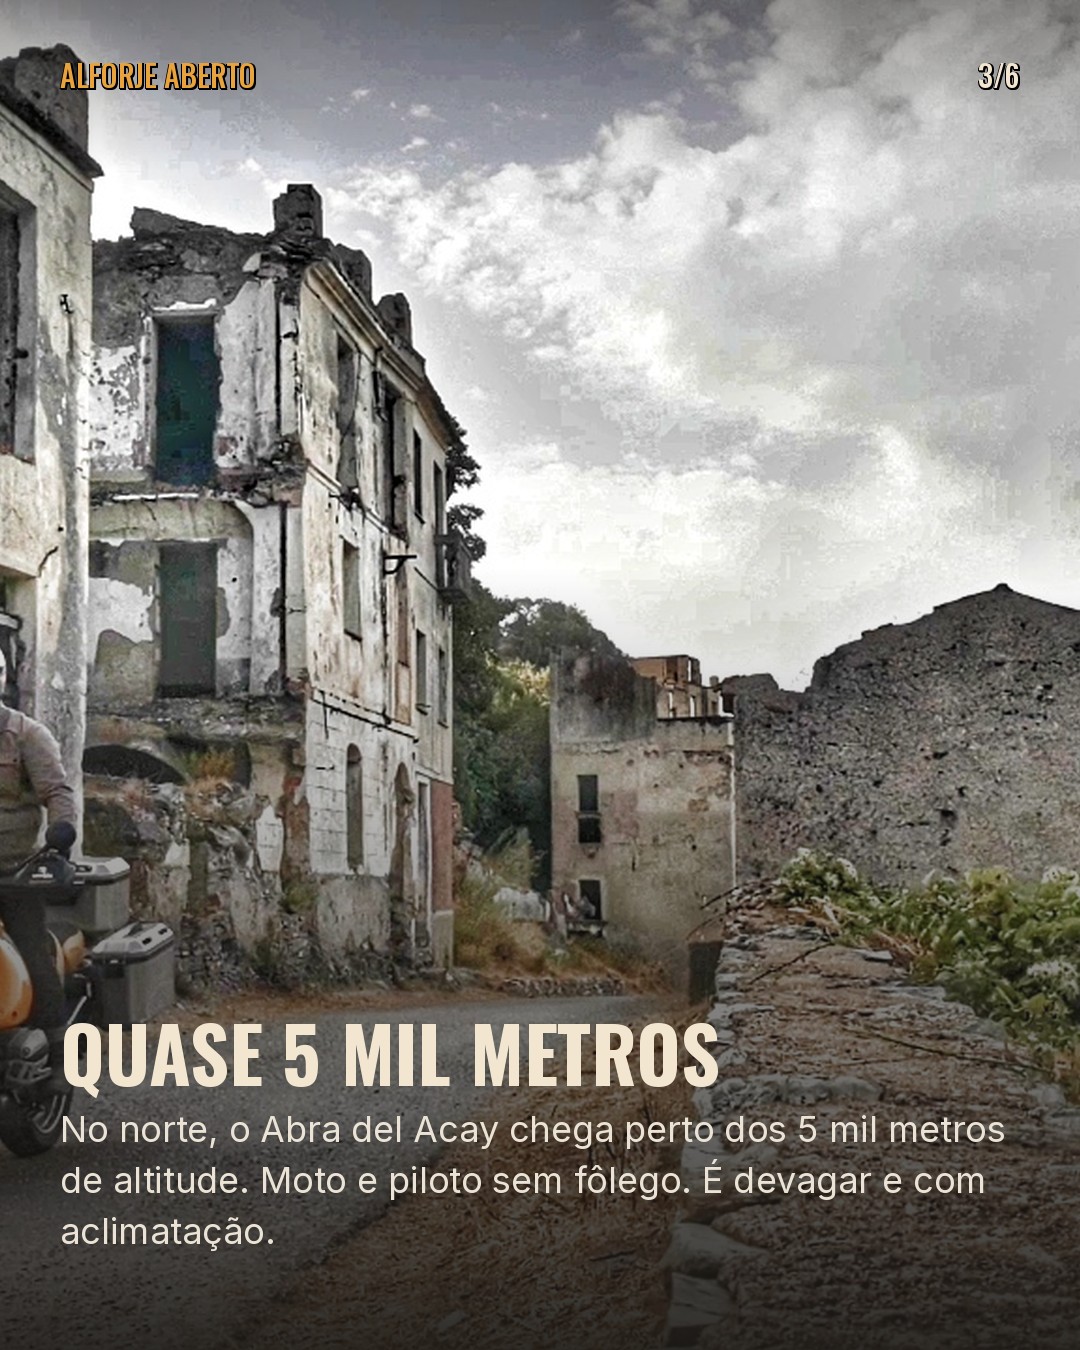 ALFORJE ABERTO
3/6
QUASE 5 MIL METROS
No norte, o Abra del Acay chega perto dos 5 mil metros
de altitude. Moto e piloto sem fôlego. É devagar e com
aclimatação.